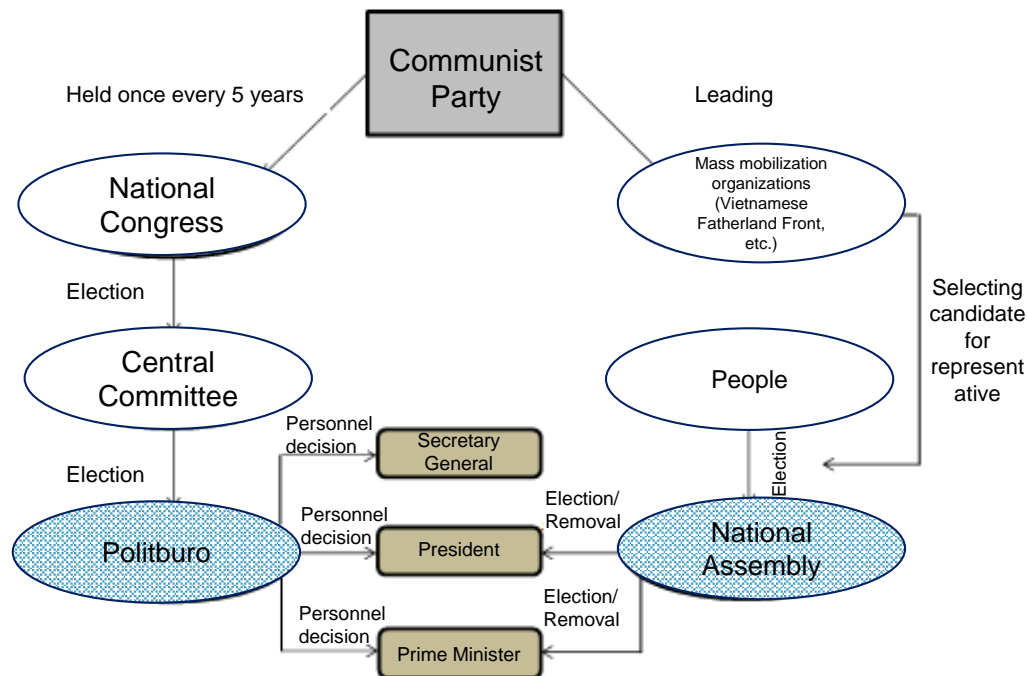 Communist
Party
Held once every 5 years
Leading
National
Congress
Mass mobilization
organizations
(Vietnamese
Fatherland Front,
etc.)
Election
Selecting
candidate
for
represent
ative
Central
Committee
People
Personnel
decision
Secretary
General
Election
Election
Politburo
Personnel
decision
President
Election/
Removal
National
Assembly
Personnel
decision
Prime Minister
Election/
Removal